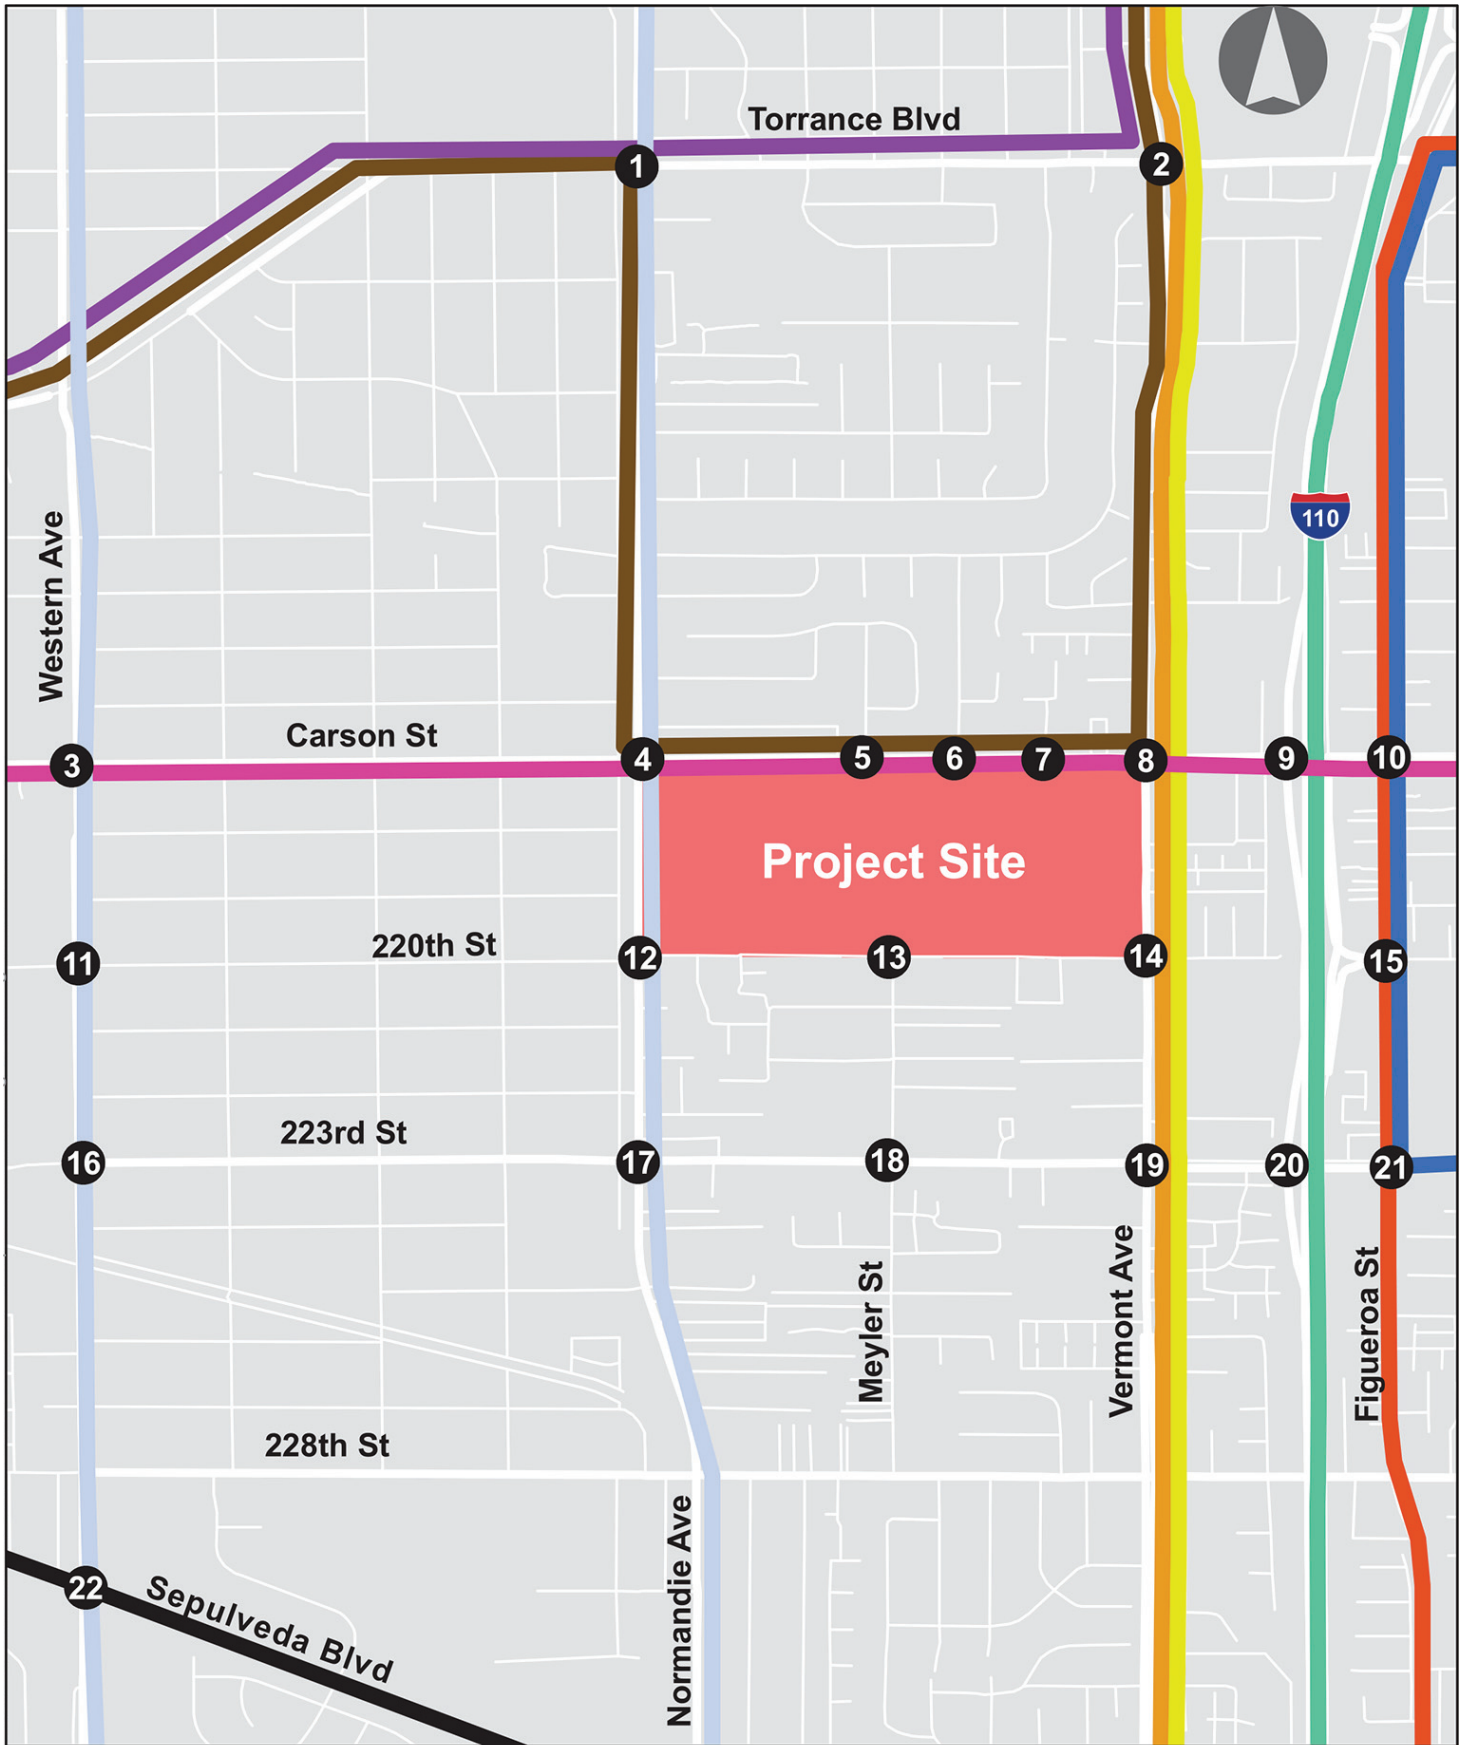 Torrance Blvd
1
2
Western Ave
110
Carson St
3
4
5
6
7
8
9
10
Project Site
220th St
11
12
13
14
15
223rd St
16
17
18
19
20
21
Meyler St
Vermont Ave
Figueroa St
228th St
Normandie Ave
22
Sepulveda Blvd